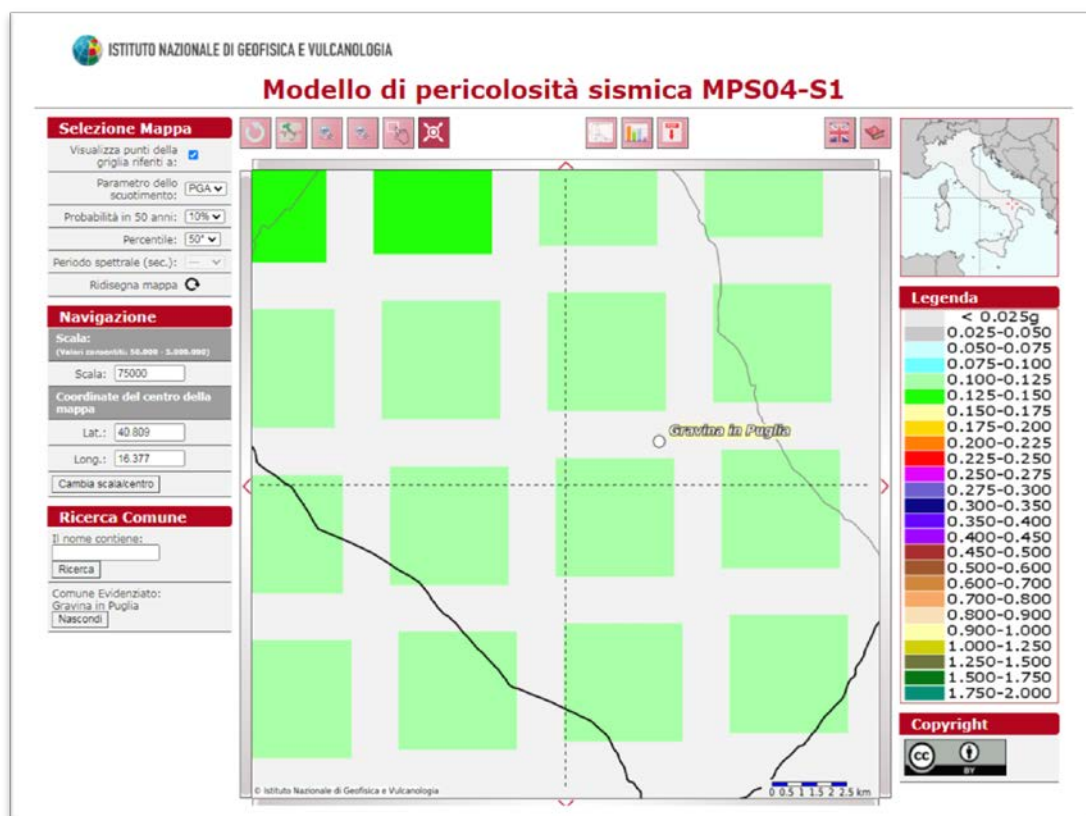 ISTITUTO NAZIONALE DI GEOFISICA E VULCANOLOGIA
Modello di pericolosità sismica MPS04-S1
Selezione Mappa
Visualizza punti della
griglia riferiti a:
Parametro dello
scuotimento: PGA
Probabilità in 50 anni: 10%
Percentile: 50°
Periodo spettrale (sec.): ---
Ridisegna mappa
Navigazione
Scala:
(Valori consentiti: 50.000 - 5.000.000)
Scala: 75000
Coordinate del centro della
mappa
Lat.: 40.809
Long.: 16.377
Cambia scala/centro
Ricerca Comune
Il nome contiene:
Ricerca
Comune Evidenziato:
Gravina in Puglia
Nascondi
Gravina in Puglia
© Istituto Nazionale di Geofisica e Vulcanologia
0 0.5 1 1.5 2 2.5 km
Legenda
< 0.025g
0.025-0.050
0.050-0.075
0.075-0.100
0.100-0.125
0.125-0.150
0.150-0.175
0.175-0.200
0.200-0.225
0.225-0.250
0.250-0.275
0.275-0.300
0.300-0.350
0.350-0.400
0.400-0.450
0.450-0.500
0.500-0.600
0.600-0.700
0.700-0.800
0.800-0.900
0.900-1.000
1.000-1.250
1.250-1.500
1.500-1.750
1.750-2.000
Copyright
cc
BY